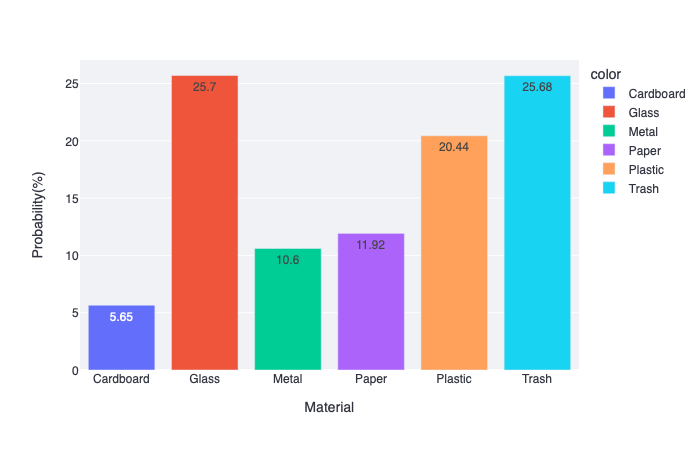 color
Cardboard
Glass
Metal
Paper
Plastic
Trash
Probability(%)
25
20
15
10
5
0
5.65
25.7
10.6
11.92
20.44
25.68
Cardboard Glass Metal Paper Plastic Trash
Material